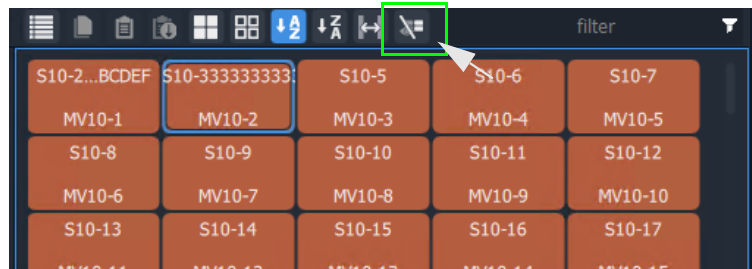 filter
S10-2...BCDEF S10-333333333 S10-5 S10-6 S10-7
MV10-1 MV10-2 MV10-3 MV10-4 MV10-5
S10-8 S10-9 S10-10 S10-11 S10-12
MV10-6 MV10-7 MV10-8 MV10-9 MV10-10
S10-13 S10-14 S10-15 S10-16 S10-17